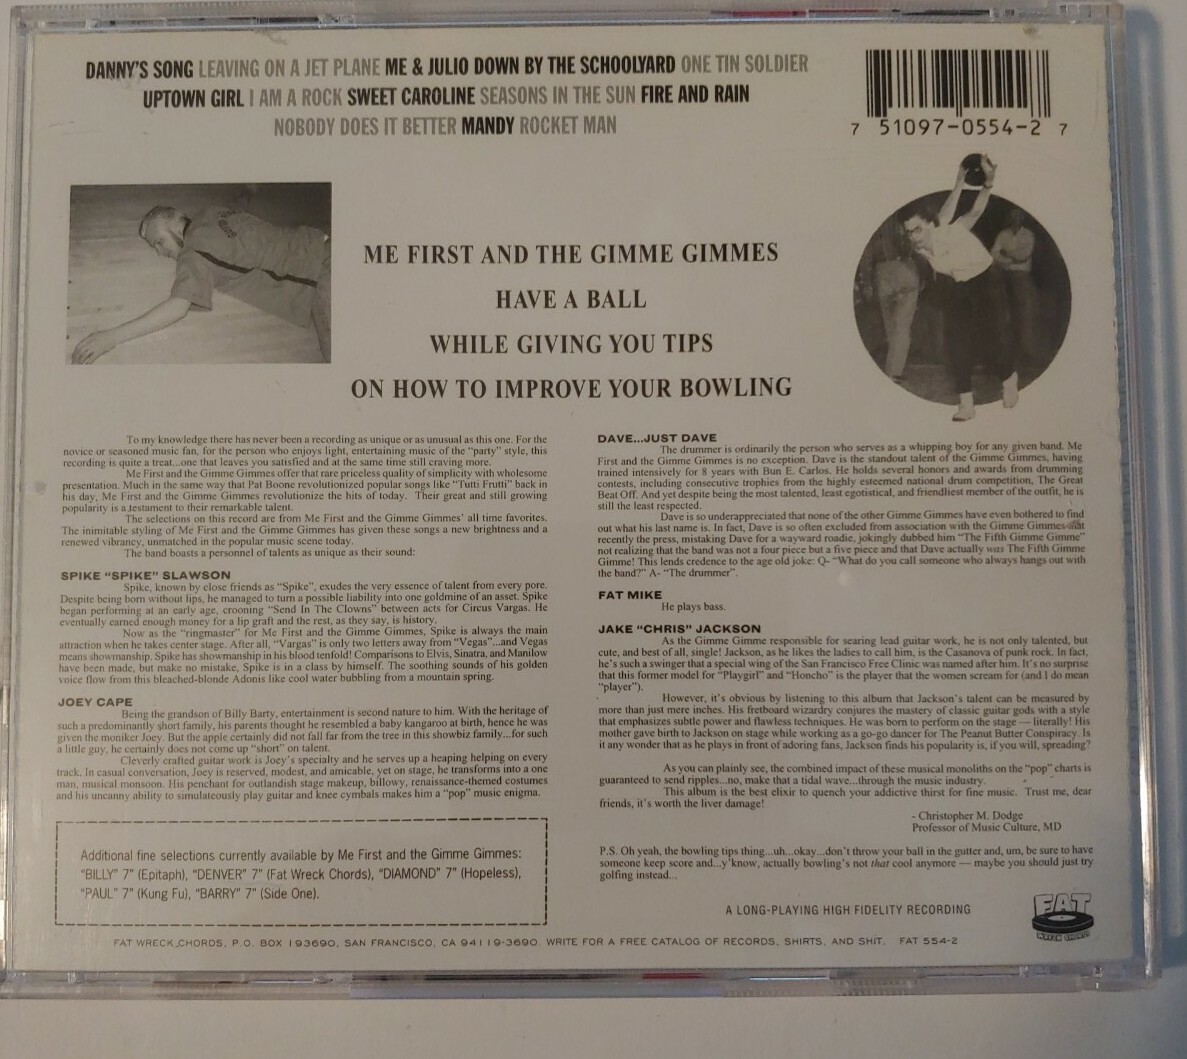 DANNY'S SONG LEAVING ON A JET PLANE ME & JULIO DOWN BY THE SCHOOLYARD ONE TIN SOLDIER
UPTOWN GIRL I AM A ROCK SWEET CAROLINE SEASONS IN THE SUN FIRE AND RAIN
NOBODY DOES IT BETTER MANDY ROCKET MAN
7 51097-0554-2 7
ME FIRST AND THE GIMME GIMMES
HAVE A BALL
WHILE GIVING YOU TIPS
ON HOW TO IMPROVE YOUR BOWLING
To my knowledge there has never been a recording as unique or as unusual as this one. For the
novice or seasoned music fan, for the person who enjoys light, entertaining music of the "party" style, this
recording is quite a treat...one that leaves you satisfied and at the same time still craving more.
Me First and the Gimme Gimmes offer that rare priceless quality of simplicity with wholesome
presentation. Much in the same way that Pat Boone revolutionized popular songs like "Tutti Frutti" back in
his day, Me First and the Gimme Gimmes revolutionize the hits of today. Their great and still growing
popularity is a testament to their remarkable talent.
The selections on this record are from Me First and the Gimme Gimmes' all time favorites.
The inimitable styling of Me First and the Gimme Gimmes has given these songs a new brightness and a
renewed vibrancy, unmatched in the popular music scene today.
The band boasts a personnel of talents as unique as their sound:
SPIKE "SPIKE" SLAWSON
Spike, known by close friends as "Spike", exudes the very essence of talent from every pore.
Despite being born without lips, he managed to turn a possible liability into one goldmine of an asset. Spike
began performing at an early age, crooning "Send In The Clowns" between acts for Circus Vargas. He
eventually earned enough money for a lip graft and the rest, as they say, is history.
Now as the "ringmaster" for Me First and the Gimme Gimmes, Spike is always the main
attraction when he takes center stage. After all, "Vargas" is only two letters away from "Vegas"...and Vegas
means showmanship. Spike has showmanship in his blood tenfold! Comparisons to Elvis, Sinatra, and Manilow
have been made, but make no mistake, Spike is in a class by himself. The soothing sounds of his golden
voice flow from this bleached-blonde Adonis like cool water bubbling from a mountain spring.
JOEY CAPE
Being the grandson of Billy Barty, entertainment is second nature to him. With the heritage of
such a predominantly short family, his parents thought he resembled a baby kangaroo at birth, hence he was
given the moniker Joey. But the apple certainly did not fall far from the tree in this showbiz family...for such
a little guy, he certainly does not come up "short" on talent.
Cleverly crafted guitar work is Joey's specialty and he serves up a heaping helping on every
track. In casual conversation, Joey is reserved, modest, and amicable, yet on stage, he transforms into a one
man, musical monsoon. His penchant for outlandish stage makeup, billowy, renaissance-themed costumes
and his uncanny ability to simulateously play guitar and knee cymbals makes him a "pop" music enigma.
Additional fine selections currently available by Me First and the Gimme Gimmes:
"BILLY" 7" (Epitaph), "DENVER" 7" (Fat Wreck Chords), "DIAMOND" 7" (Hopeless),
"PAUL" 7" (Kung Fu), "BARRY" 7" (Side One).
DAVE...JUST DAVE
The drummer is ordinarily the person who serves as a whipping boy for any given band. Me
First and the Gimme Gimmes is no exception. Dave is the standout talent of the Gimme Gimmes, having
trained intensively for 8 years with Bun E. Carlos. He holds several honors and awards from drumming
contests, including consecutive trophies from the highly esteemed national drum competition, The Great
Beat Off. And yet despite being the most talented, least egotistical, and friendliest member of the outfit, he is
still the least respected.
Dave is so underappreciated that none of the other Gimme Gimmes have even bothered to find
out what his last name is. In fact, Dave is so often excluded from association with the Gimme Gimmes that
recently the press, mistaking Dave for a wayward roadie, jokingly dubbed him "The Fifth Gimme Gimme"
not realizing that the band was not a four piece but a five piece and that Dave actually was The Fifth Gimme
Gimme! This lends credence to the age old joke: Q- "What do you call someone who always hangs out with
the band?" A- "The drummer".
FAT MIKE
He plays bass.
JAKE "CHRIS" JACKSON
As the Gimme Gimme responsible for searing lead guitar work, he is not only talented, but
cute, and best of all, single! Jackson, as he likes the ladies to call him, is the Casanova of punk rock. In fact,
he's such a swinger that a special wing of the San Francisco Free Clinic was named after him. It's no surprise
that this former model for "Playgirl" and "Honcho" is the player that the women scream for (and I do mean
"player").
However, it's obvious by listening to this album that Jackson's talent can be measured by
more than just mere inches. His fretboard wizardry conjures the mastery of classic guitar gods with a style
that emphasizes subtle power and flawless techniques. He was born to perform on the stage — literally! His
mother gave birth to Jackson on stage while working as a go-go dancer for The Peanut Butter Conspiracy. Is
it any wonder that as he plays in front of adoring fans, Jackson finds his popularity is, if you will, spreading?
As you can plainly see, the combined impact of these musical monoliths on the "pop" charts is
guaranteed to send ripples...no, make that a tidal wave...through the music industry.
This album is the best elixir to quench your addictive thirst for fine music. Trust me, dear
friends, it's worth the liver damage!
- Christopher M. Dodge
Professor of Music Culture, MD
P.S. Oh yeah, the bowling tips thing...uh...okay...don't throw your ball in the gutter and, um, be sure to have
someone keep score and...y'know, actually bowling's not that cool anymore — maybe you should just try
golfing instead...
A LONG-PLAYING HIGH FIDELITY RECORDING
FAT
WRECK CHORDS
FAT WRECK CHORDS, P.O. BOX 193690, SAN FRANCISCO, CA 94119-3690. WRITE FOR A FREE CATALOG OF RECORDS, SHIRTS, AND SHIT. FAT 554-2